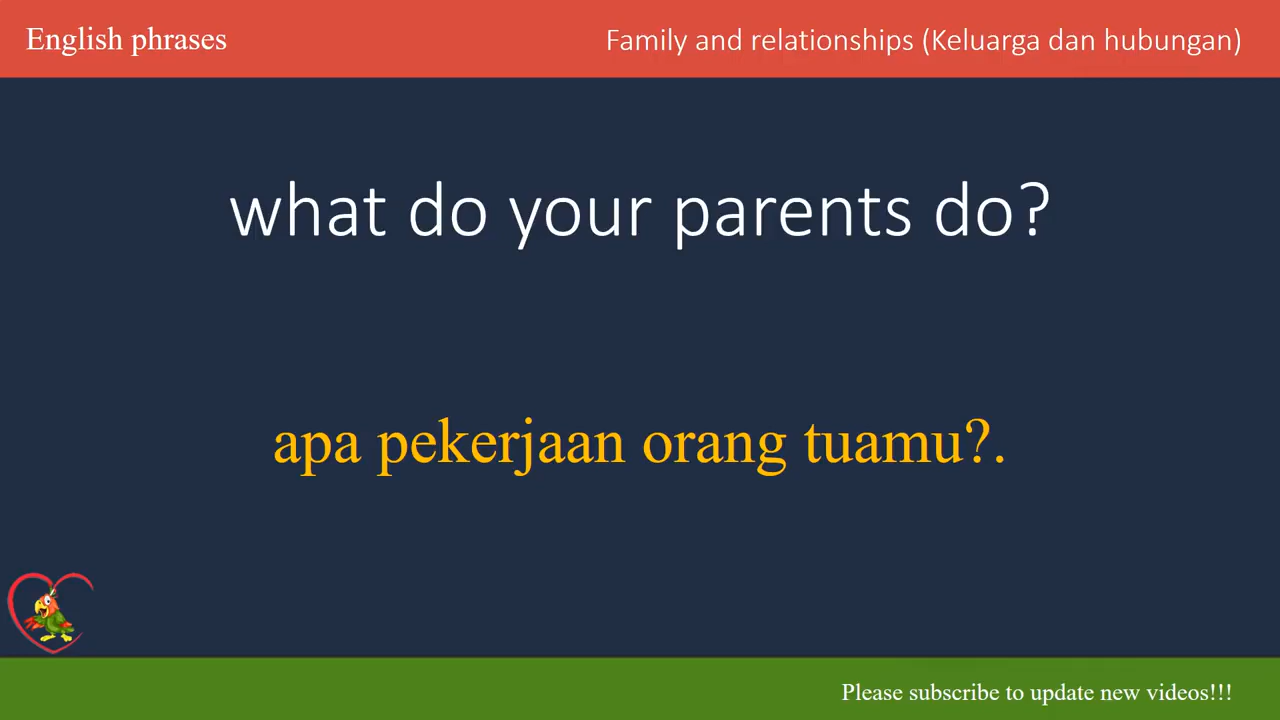 English phrases
Family and relationships (Keluarga dan hubungan)
what do your parents do?
apa pekerjaan orang tuamu?.
Please subscribe to update new videos!!!